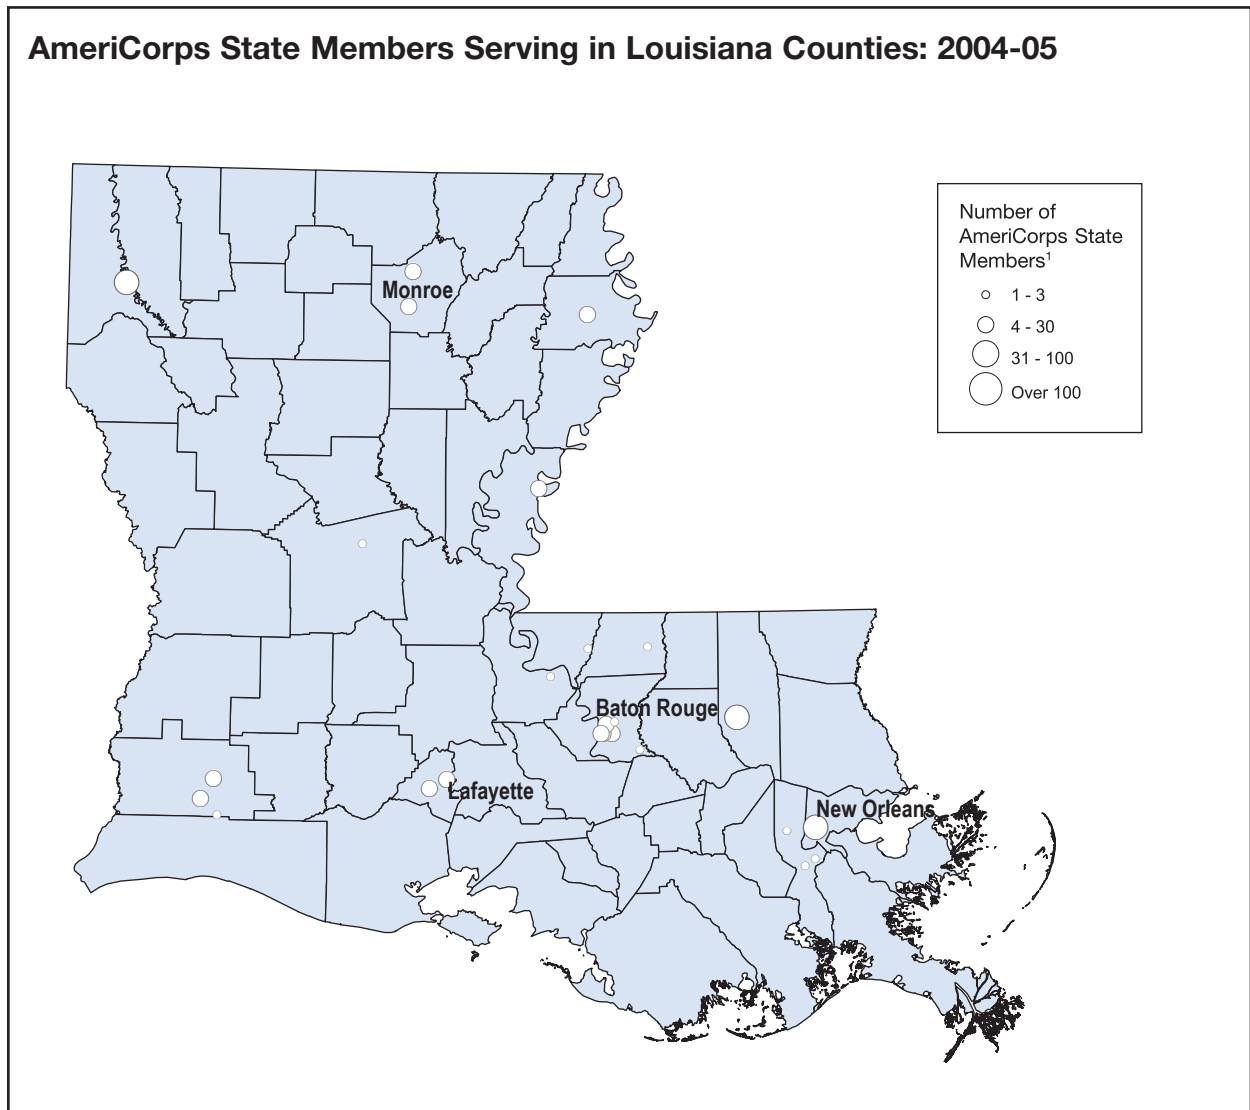 AmeriCorps State Members Serving in Louisiana Counties: 2004-05
Number of
AmeriCorps State
Members¹
1 - 3
4 - 30
31 - 100
Over 100
Monroe
Baton Rouge
Lafayette
New Orleans